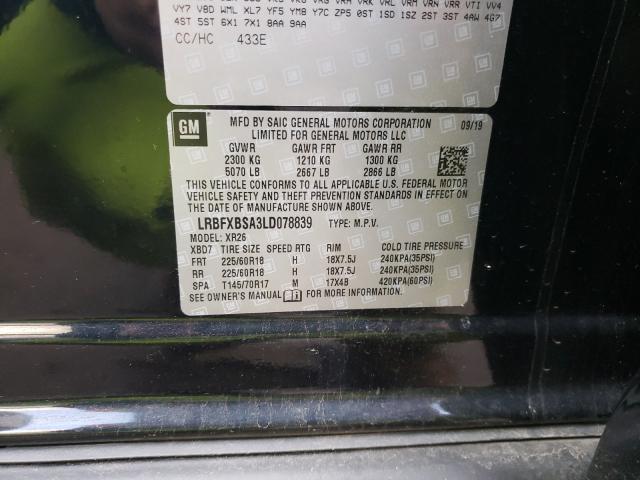 VY7 VBD WML XL7 YF5 YM8 Y7C ZP5 0ST 1SD 1SZ 2ST 3ST 4AW 4G7
4ST 5ST 6X1 7X1 8AA 9AA
CC/HC 433E
GM
MFD BY SAIC GENERAL MOTORS CORPORATION
LIMITED FOR GENERAL MOTORS LLC
09/19
GVWR GAWR FRT GAWR RR
2300 KG 1210 KG 1300 KG
5070 LB 2667 LB 2866 LB
THIS VEHICLE CONFORMS TO ALL APPLICABLE U.S. FEDERAL MOTOR
VEHICLE SAFETY AND THEFT PREVENTION STANDARDS IN EFFECT ON
THE DATE OF MANUFACTURE SHOWN ABOVE.
LRBFXBSA3LD078839 TYPE: M.P.V.
MODEL: XR26
XBD7 TIRE SIZE SPEED RTG RIM COLD TIRE PRESSURE
FRT 225/60R18 H 18X7.5J 240KPA(35PSI)
RR 225/60R18 H 18X7.5J 240KPA(35PSI)
SPA T145/70R17 M 17X4B 420KPA(60PSI)
SEE OWNER'S MANUAL FOR MORE INFORMATION.